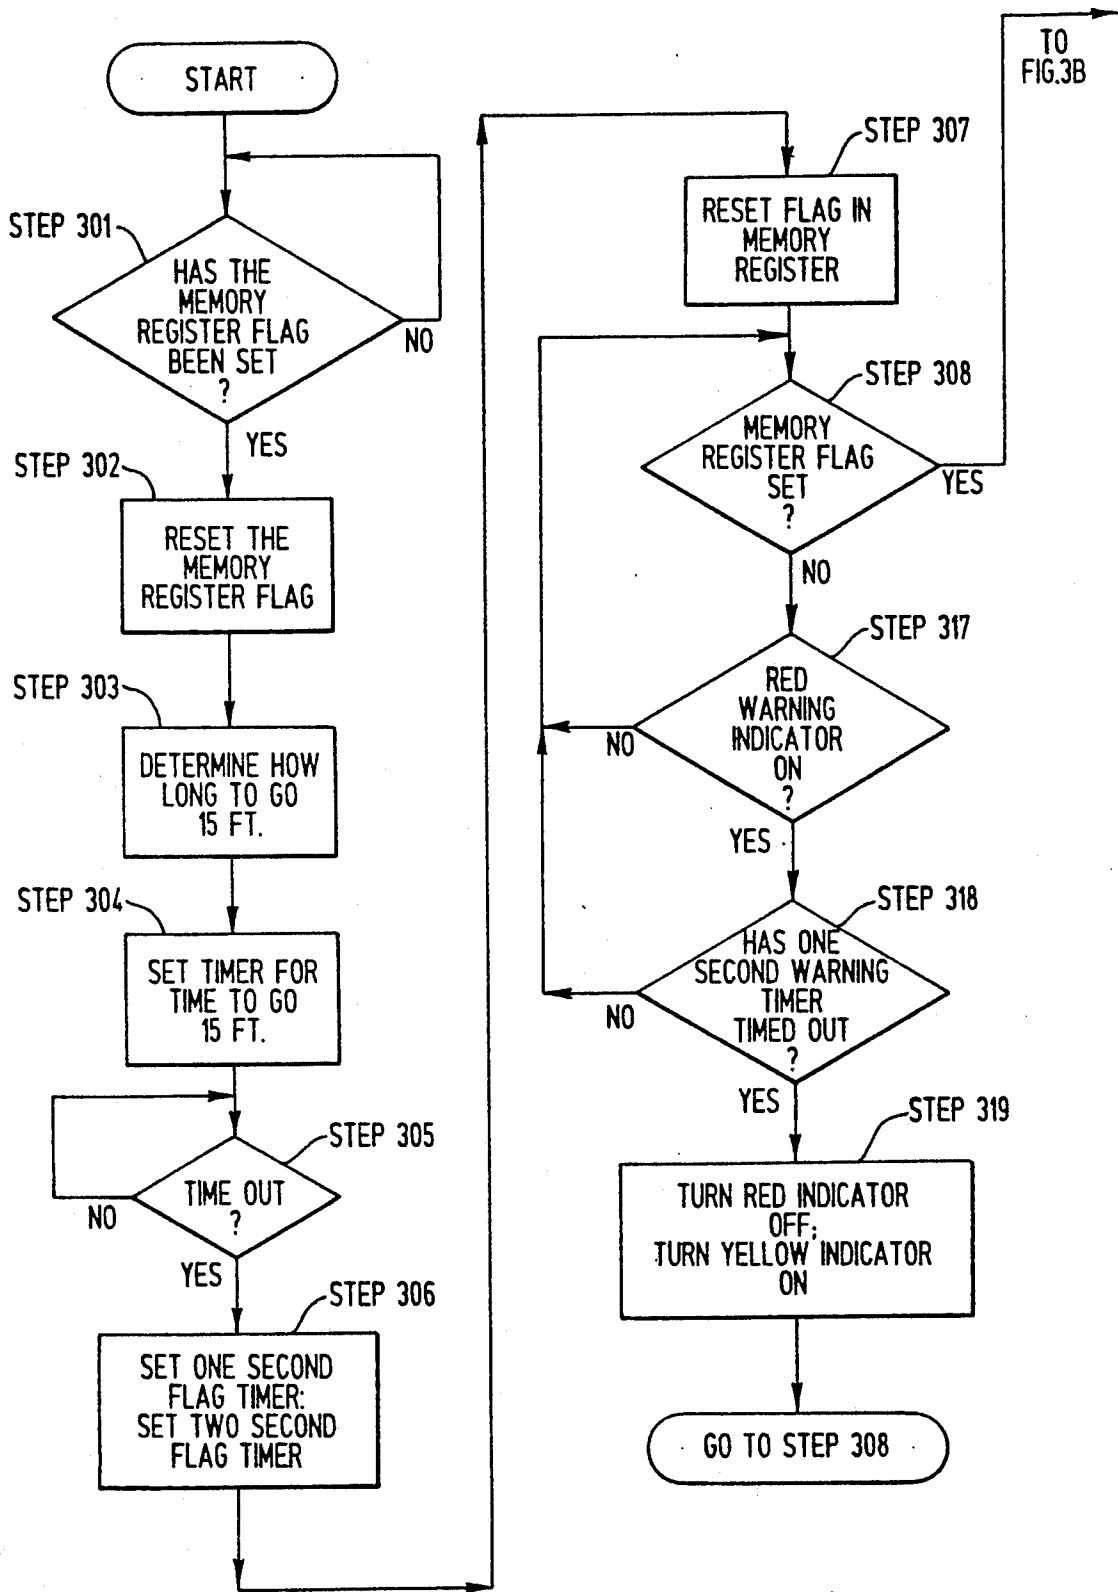 START
STEP 301
HAS THE
MEMORY
REGISTER FLAG
BEEN SET
?
NO
YES
STEP 302
RESET THE
MEMORY
REGISTER FLAG
STEP 303
DETERMINE HOW
LONG TO GO
15 FT.
STEP 304
SET TIMER FOR
TIME TO GO
15 FT.
STEP 305
TIME OUT
?
NO
YES
STEP 306
SET ONE SECOND
FLAG TIMER:
SET TWO SECOND
FLAG TIMER
STEP 307
RESET FLAG IN
MEMORY
REGISTER
STEP 308
MEMORY
REGISTER FLAG
SET
?
YES
TO
FIG.3B
NO
STEP 317
RED
WARNING
INDICATOR
ON
?
NO
YES
STEP 318
HAS ONE
SECOND WARNING
TIMER
TIMED OUT
?
NO
YES
STEP 319
TURN RED INDICATOR
OFF;
TURN YELLOW INDICATOR
ON
GO TO STEP 308